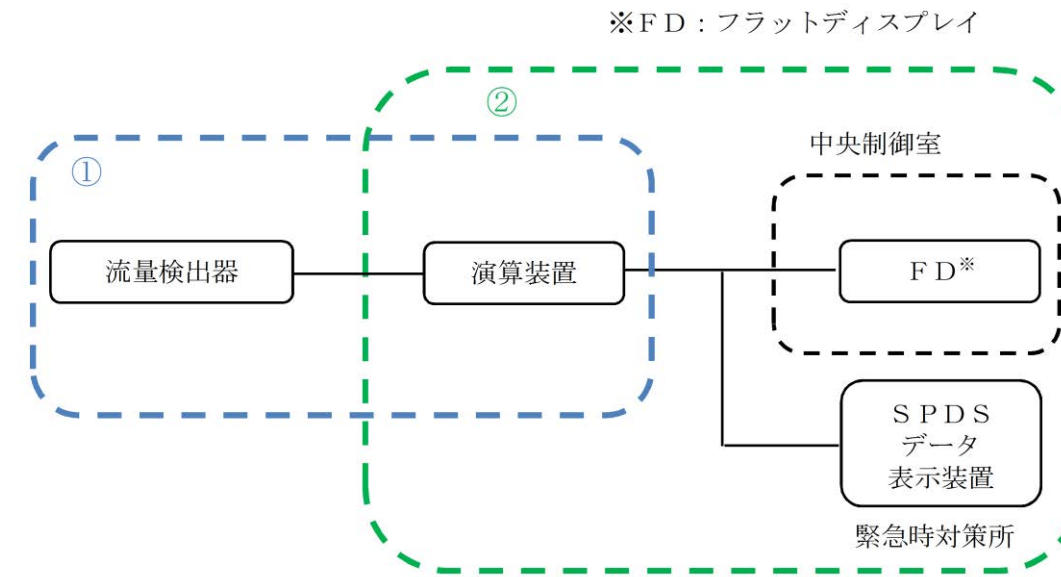 ※ＦＤ：フラットディスプレイ
②
中央制御室
①
流量検出器
演算装置
ＦＤ※
ＳＰＤＳ
データ
表示装置
緊急時対策所